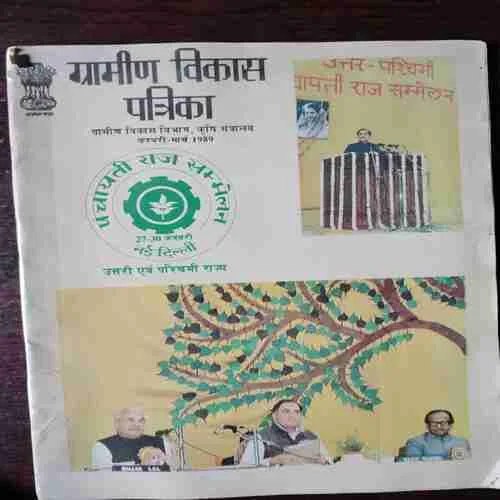 ग्रामीण विकास
पत्रिका
ग्रामीण विकास विभाग, कृषि मंत्रालय
फरवरी-मार्च 1989
पंचायती राज सम्मेलन
27-30 जनवरी
नई दिल्ली
उत्तरी एवं पश्चिमी राज्य
उत्तर-पश्चिमी
चायती राज सम्मेलन